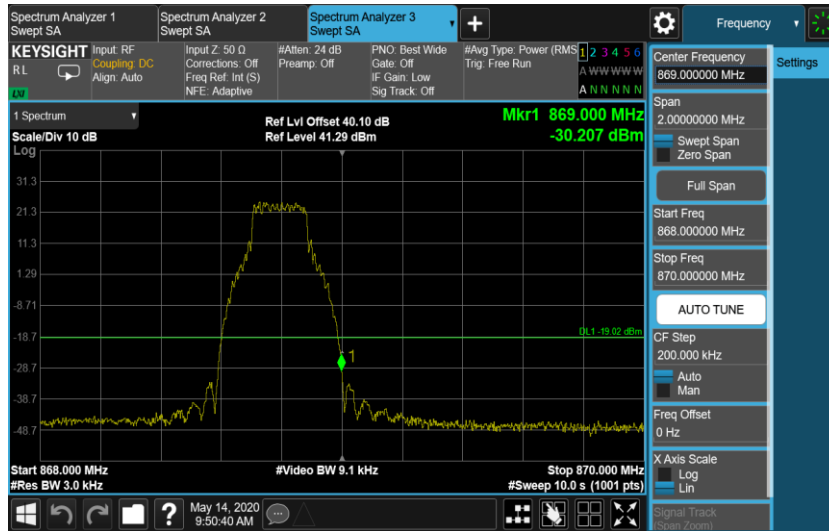 Spectrum Analyzer 1
Swept SA
Spectrum Analyzer 2
Swept SA
Spectrum Analyzer 3
Swept SA
Frequency
KEYSIGHT
R L
LXI
Input: RF
Coupling: DC
Align: Auto
Input Z: 50 Ω
Corrections: Off
Freq Ref: Int (S)
NFE: Adaptive
#Atten: 24 dB
Preamp: Off
PNO: Best Wide
Gate: Off
IF Gain: Low
Sig Track: Off
#Avg Type: Power (RMS
Trig: Free Run
1 2 3 4 5 6
A W W W W W
A N N N N N
1 Spectrum
Scale/Div 10 dB
Log
Ref Lvl Offset 40.10 dB
Ref Level 41.29 dBm
Mkr1 869.000 MHz
-30.207 dBm
31.3
21.3
11.3
1.29
-8.71
-18.7
-28.7
-38.7
-48.7
DL1 -19.02 dBm
1
Start 868.000 MHz
#Res BW 3.0 kHz
#Video BW 9.1 kHz
Stop 870.000 MHz
#Sweep 10.0 s (1001 pts)
May 14, 2020
9:50:40 AM
?
Center Frequency
869.000000 MHz
Settings
Span
2.00000000 MHz
Swept Span
Zero Span
Full Span
Start Freq
868.000000 MHz
Stop Freq
870.000000 MHz
AUTO TUNE
CF Step
200.000 kHz
Auto
Man
Freq Offset
0 Hz
X Axis Scale
Log
Lin
Signal Track
(Span Zoom)